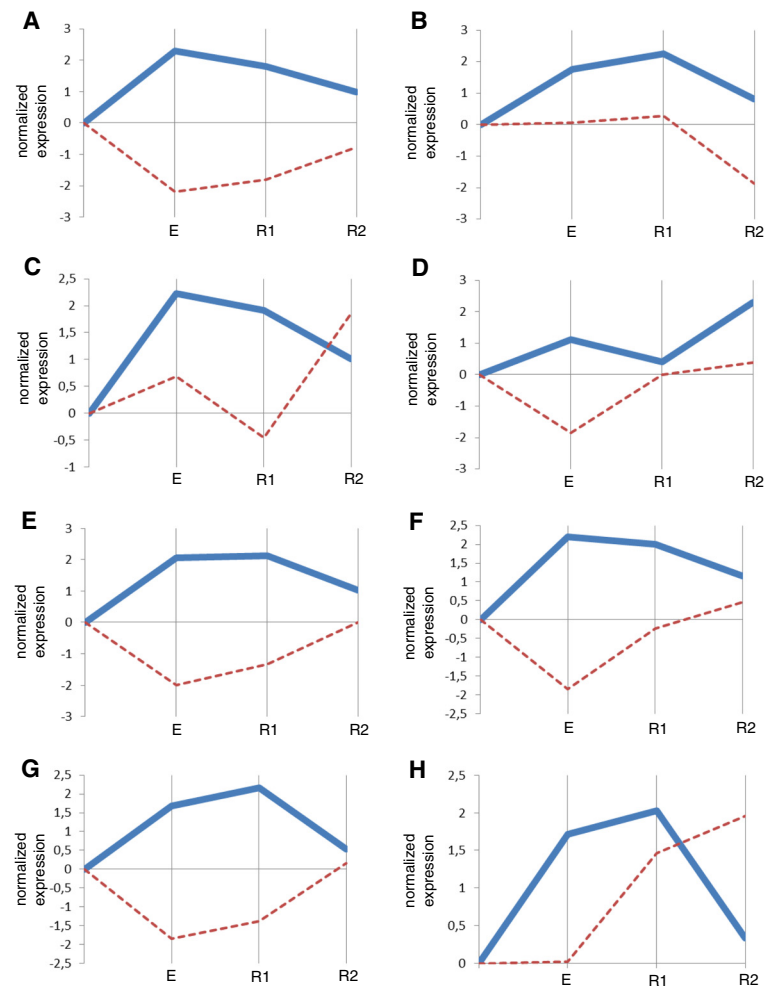 A
normalized
expression
3
2
1
0
-1
-2
-3
E
R1
R2
B
normalized
expression
3
2
1
0
-1
-2
-3
E
R1
R2
C
normalized
expression
2,5
2
1,5
1
0,5
0
-0,5
-1
E
R1
R2
D
normalized
expression
3
2
1
0
-1
-2
-3
E
R1
R2
E
normalized
expression
3
2
1
0
-1
-2
-3
E
R1
R2
F
normalized
expression
2,5
2
1,5
1
0,5
0
-0,5
-1
-1,5
-2
-2,5
E
R1
R2
G
normalized
expression
2,5
2
1,5
1
0,5
0
-0,5
-1
-1,5
-2
-2,5
E
R1
R2
H
normalized
expression
2,5
2
1,5
1
0,5
0
E
R1
R2